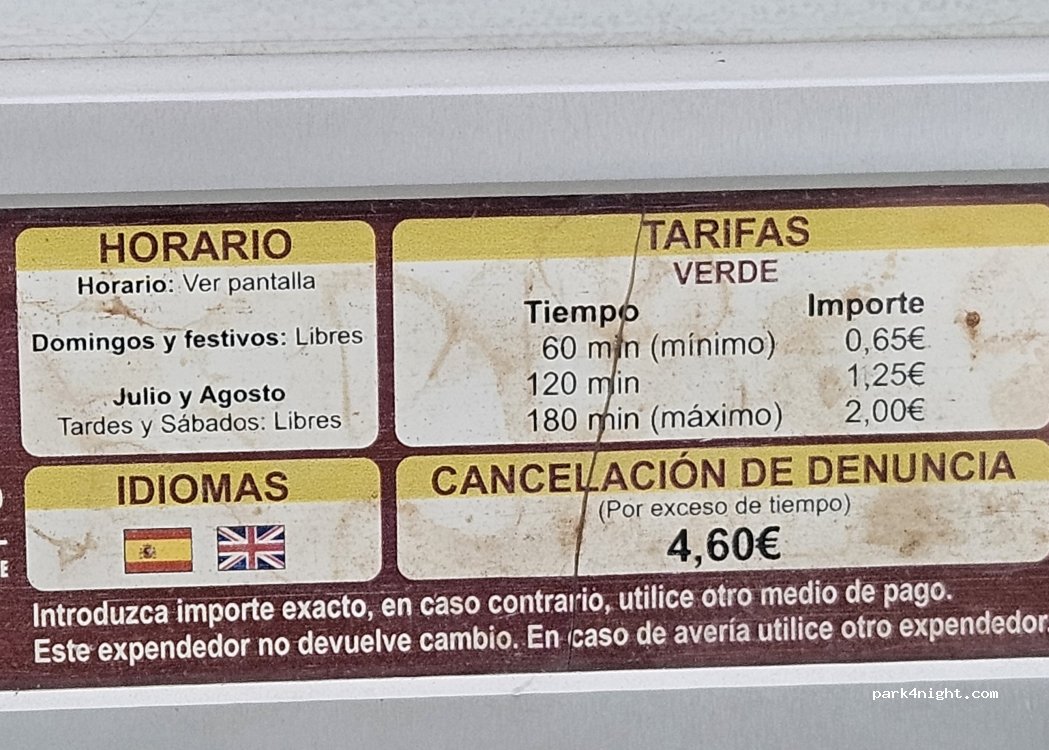 HORARIO
Horario: Ver pantalla
Domingos y festivos: Libres
Julio y Agosto
Tardes y Sábados: Libres
TARIFAS
VERDE
Tiempo Importe
60 min (mínimo) 0,65€
120 min 1,25€
180 min (máximo) 2,00€
IDIOMAS
CANCELACIÓN DE DENUNCIA
(Por exceso de tiempo)
4,60€
Introduzca importe exacto, en caso contrario, utilice otro medio de pago.
Este expendedor no devuelve cambio. En caso de avería utilice otro expendedor.
park4night.com